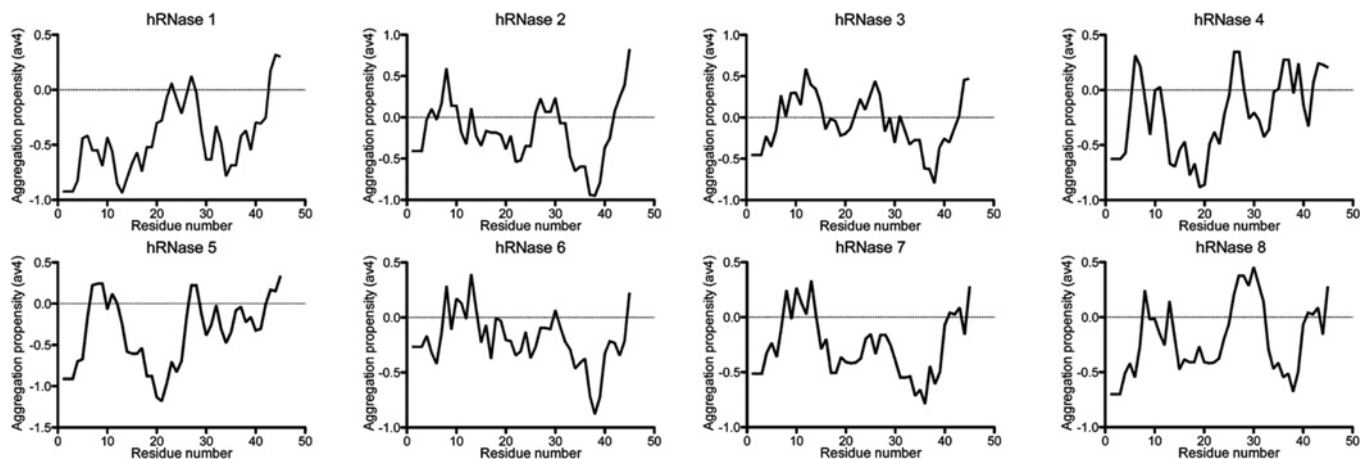 hRNase 1
Aggregation propensity (av4)
0.5
0.0
-0.5
-1.0
0 10 20 30 40 50
Residue number
hRNase 2
Aggregation propensity (av4)
1.0
0.5
0.0
-0.5
-1.0
0 10 20 30 40 50
Residue number
hRNase 3
Aggregation propensity (av4)
1.0
0.5
0.0
-0.5
-1.0
0 10 20 30 40 50
Residue number
hRNase 4
Aggregation propensity (av4)
0.5
0.0
-0.5
-1.0
0 10 20 30 40 50
Residue number
hRNase 5
Aggregation propensity (av4)
0.5
0.0
-0.5
-1.0
-1.5
0 10 20 30 40 50
Residue number
hRNase 6
Aggregation propensity (av4)
0.5
0.0
-0.5
-1.0
0 10 20 30 40 50
Residue number
hRNase 7
Aggregation propensity (av4)
0.5
0.0
-0.5
-1.0
0 10 20 30 40 50
Residue number
hRNase 8
Aggregation propensity (av4)
0.5
0.0
-0.5
-1.0
0 10 20 30 40 50
Residue number